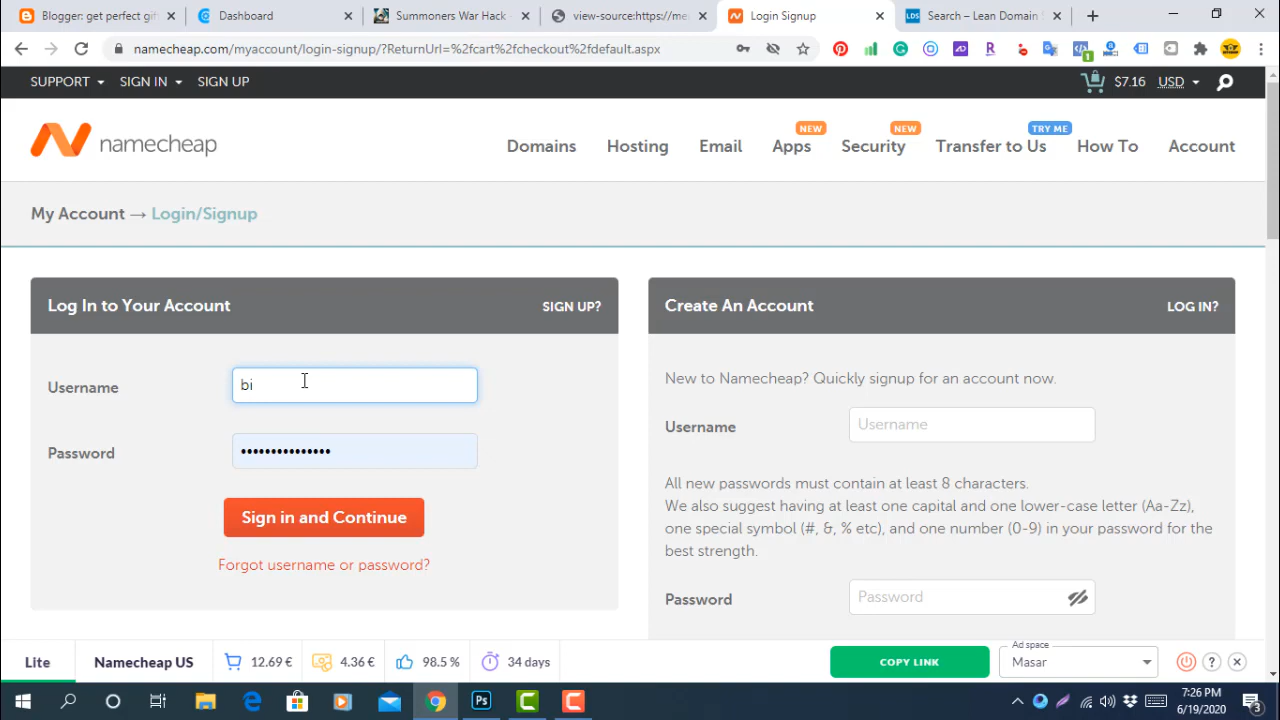 Blogger: get perfect gif
Dashboard
Summoners War Hack -
view-source:https://me
Login Signup
Search – Lean Domain S
namecheap.com/myaccount/login-signup/?ReturnUrl=%2fcart%2fcheckout%2fdefault.aspx
SUPPORT
SIGN IN
SIGN UP
$7.16
USD
namecheap
Domains
Hosting
Email
NEW
Apps
NEW
Security
TRY ME
Transfer to Us
How To
Account
My Account → Login/Signup
Log In to Your Account
SIGN UP?
Username
bi
Password
•••••••••••••••
Sign in and Continue
Forgot username or password?
Create An Account
LOG IN?
New to Namecheap? Quickly signup for an account now.
Username
Username
All new passwords must contain at least 8 characters.
We also suggest having at least one capital and one lower-case letter (Aa-Zz),
one special symbol (#, &, % etc), and one number (0-9) in your password for the
best strength.
Password
Password
Lite
Namecheap US
12.69 €
4.36 €
98.5 %
34 days
COPY LINK
Ad space
Masar
?
7:26 PM
6/19/2020
3